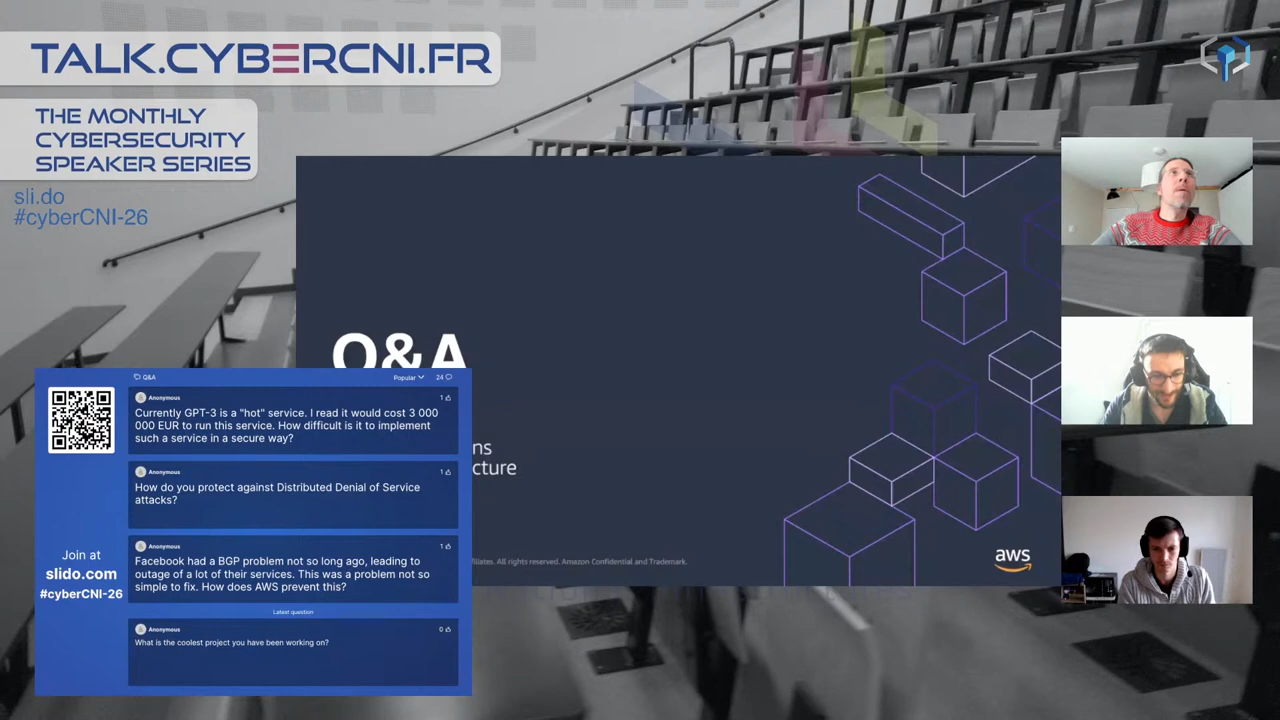 TALK.CYBERCNI.FR
THE MONTHLY
CYBERSECURITY
SPEAKER SERIES
sli.do
#cyberCNI-26
Q&A
ns
cture
ffiliates. All rights reserved. Amazon Confidential and Trademark.
aws
Q&A
Popular
24
Anonymous
1
Currently GPT-3 is a "hot" service. I read it would cost 3 000
000 EUR to run this service. How difficult is it to implement
such a service in a secure way?
Anonymous
1
How do you protect against Distributed Denial of Service
attacks?
Anonymous
1
Facebook had a BGP problem not so long ago, leading to
outage of a lot of their services. This was a problem not so
simple to fix. How does AWS prevent this?
Latest question
Anonymous
0
What is the coolest project you have been working on?
Join at
slido.com
#cyberCNI-26